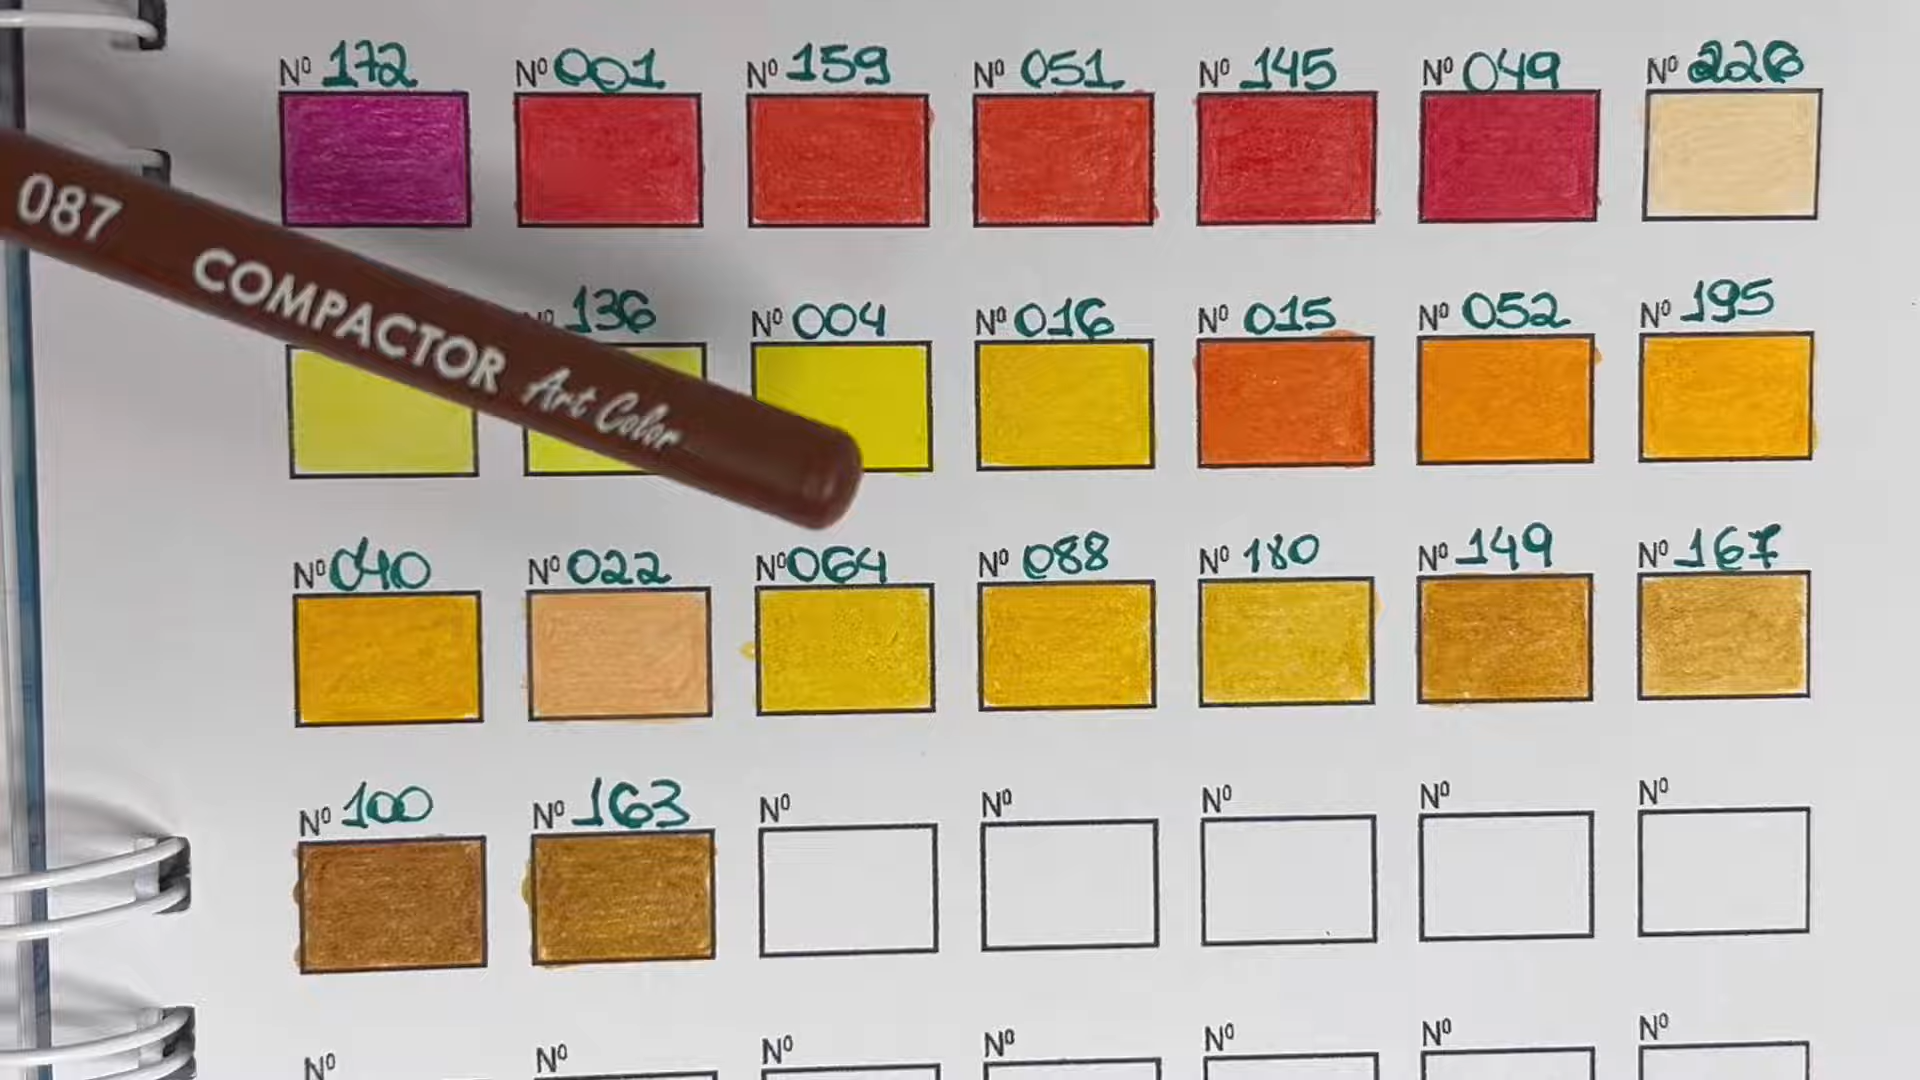 Nº 172 Nº 001 Nº 159 Nº 051 Nº 145 Nº 049 Nº 226
087 COMPACTOR Art Color
Nº 136 Nº 004 Nº 016 Nº 015 Nº 052 Nº 195
Nº 040 Nº 022 Nº 064 Nº 088 Nº 180 Nº 149 Nº 167
Nº 100 Nº 163 Nº Nº Nº Nº Nº
Nº Nº Nº Nº Nº Nº Nº